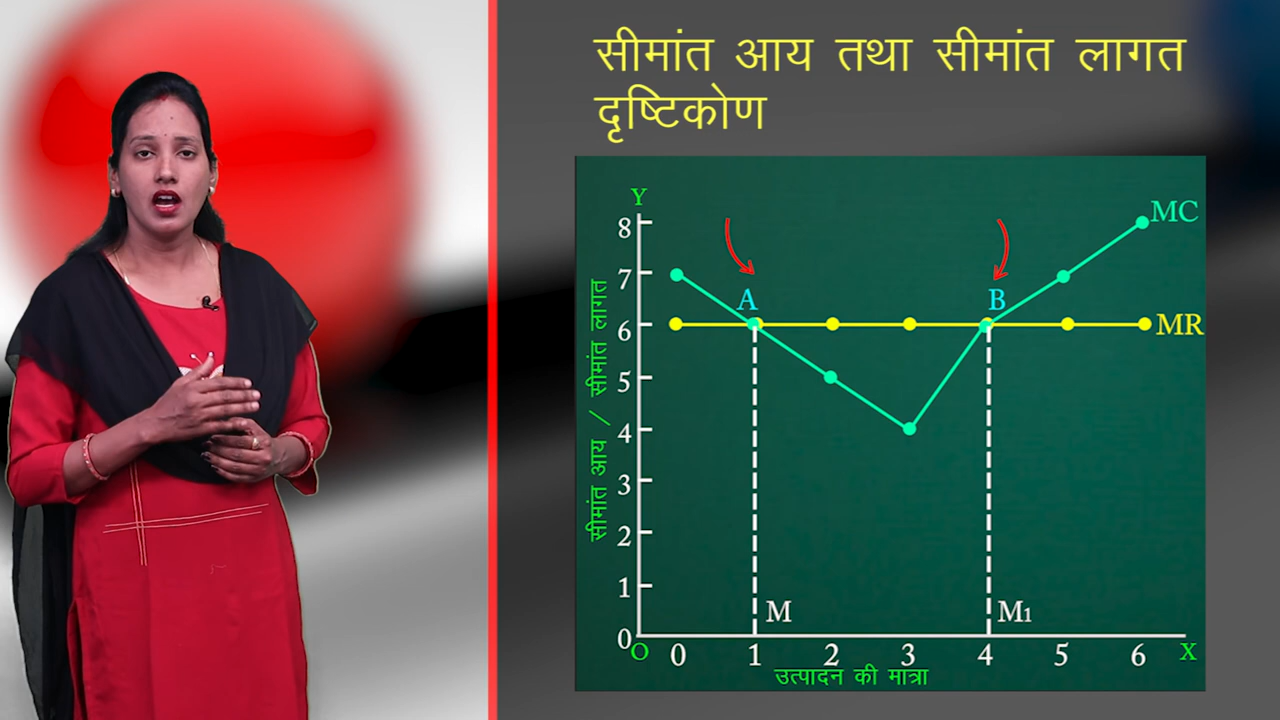 सीमांत आय तथा सीमांत लागत
दृष्टिकोण
Y
8
7
6
5
4
3
2
1
0
सीमांत आय / सीमांत लागत
A
B
MC
MR
M
M1
O
0 1 2 3 4 5 6
X
उत्पादन की मात्रा